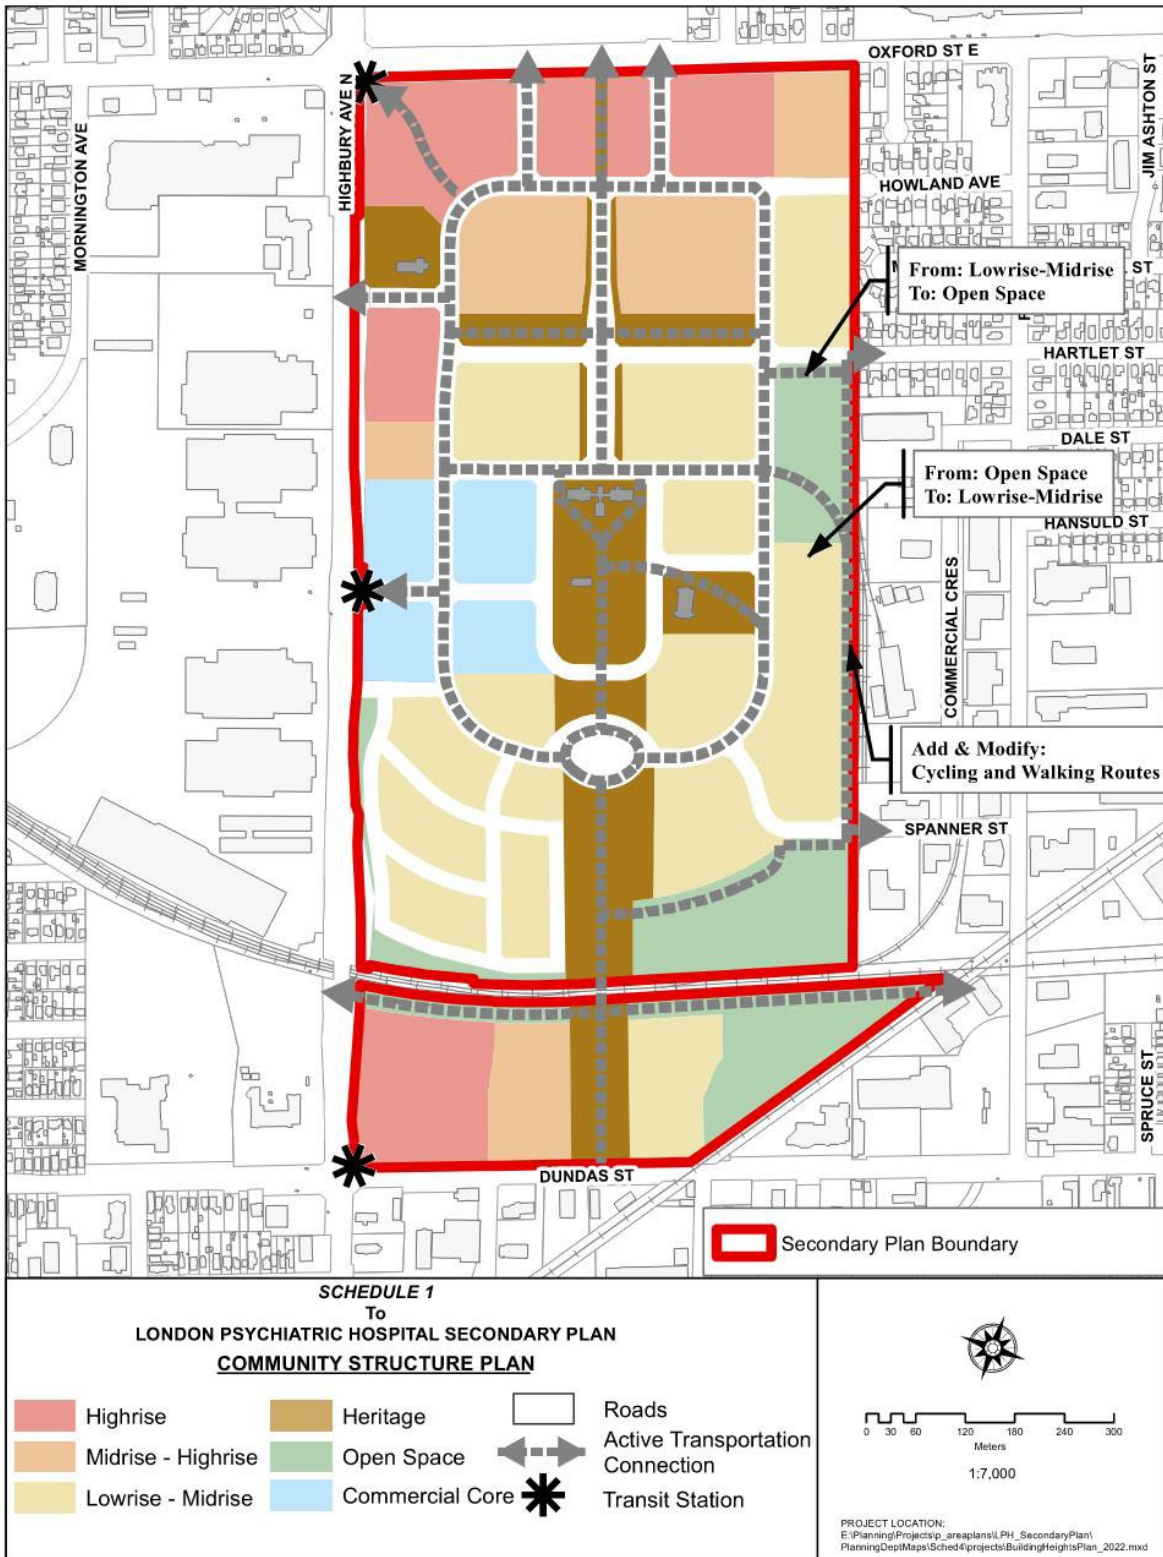 OXFORD ST E
HIGHBURY AVE N
MORNINGTON AVE
JIM ASHTON ST
HOWLAND AVE
From: Lowrise-Midrise
To: Open Space
ST
HARTLET ST
DALE ST
From: Open Space
To: Lowrise-Midrise
HANSULD ST
COMMERCIAL CRES
Add & Modify:
Cycling and Walking Routes
SPANNER ST
SPRUCE ST
DUNDAS ST
Secondary Plan Boundary
SCHEDULE 1
To
LONDON PSYCHIATRIC HOSPITAL SECONDARY PLAN
COMMUNITY STRUCTURE PLAN
Highrise
Heritage
Roads
Midrise - Highrise
Open Space
Active Transportation
Connection
Lowrise - Midrise
Commercial Core
Transit Station
0 30 60 120 180 240 300
Meters
1:7,000
PROJECT LOCATION:
E:\Planning\Projects\p_areaplans\LPH_SecondaryPlan\
PlanningDeptMaps\Sched4\projects\BuildingHeightsPlan_2022.mxd